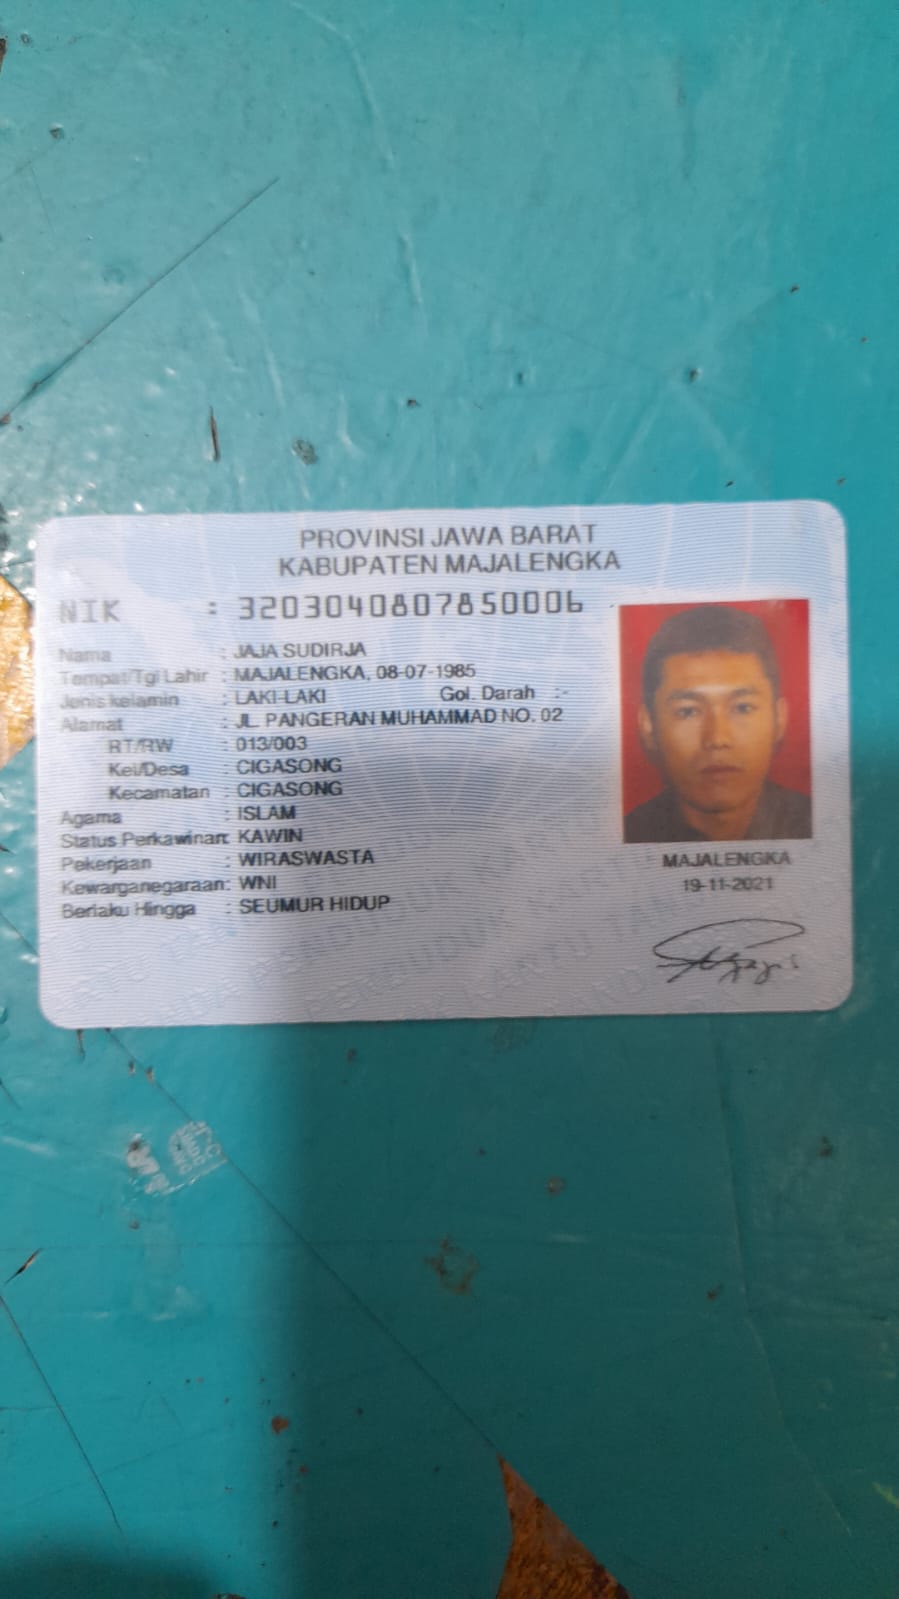 PROVINSI JAWA BARAT
KABUPATEN MAJALENGKA
NIK : 3203040807850006
Nama : JAJA SUDIRJA
Tempat/Tgl Lahir : MAJALENGKA, 08-07-1985
Jenis kelamin : LAKI-LAKI Gol. Darah :-
Alamat : JL. PANGERAN MUHAMMAD NO. 02
RT/RW : 013/003
Kel/Desa : CIGASONG
Kecamatan : CIGASONG
Agama : ISLAM
Status Perkawinan: KAWIN
Pekerjaan : WIRASWASTA
Kewarganegaraan: WNI
Berlaku Hingga : SEUMUR HIDUP
MAJALENGKA
19-11-2021